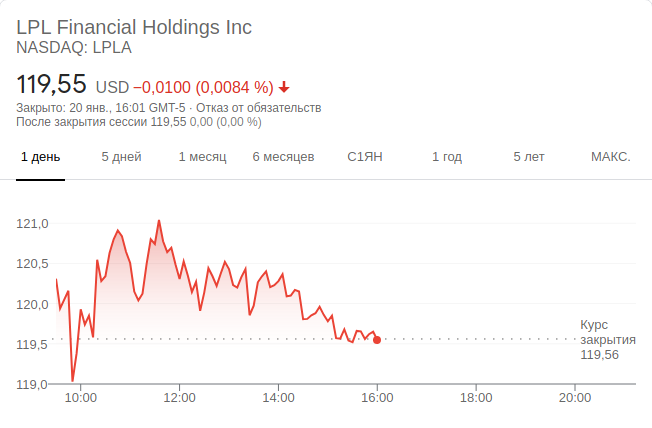 LPL Financial Holdings Inc
NASDAQ: LPLA
119,55 USD −0,0100 (0,0084 %)
Закрыто: 20 янв., 16:01 GMT-5 · Отказ от обязательств
После закрытия сессии 119,55 0,00 (0,00 %)
1 день 5 дней 1 месяц 6 месяцев С1ЯН 1 год 5 лет МАКС.
121,0
120,5
120,0
Курс
закрытия
119,56
119,5
119,0
10:00 12:00 14:00 16:00 18:00 20:00